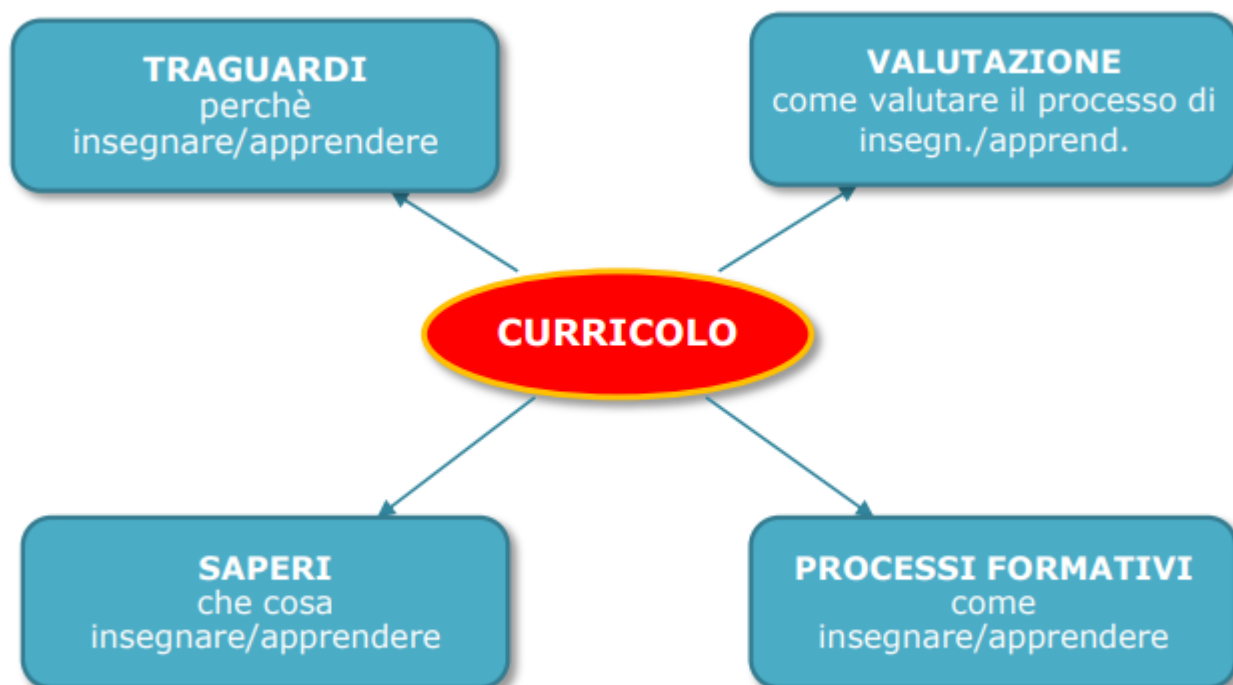 TRAGUARDI
perchè
insegnare/apprendere
VALUTAZIONE
come valutare il processo di
insegn./apprend.
CURRICOLO
SAPERI
che cosa
insegnare/apprendere
PROCESSI FORMATIVI
come
insegnare/apprendere